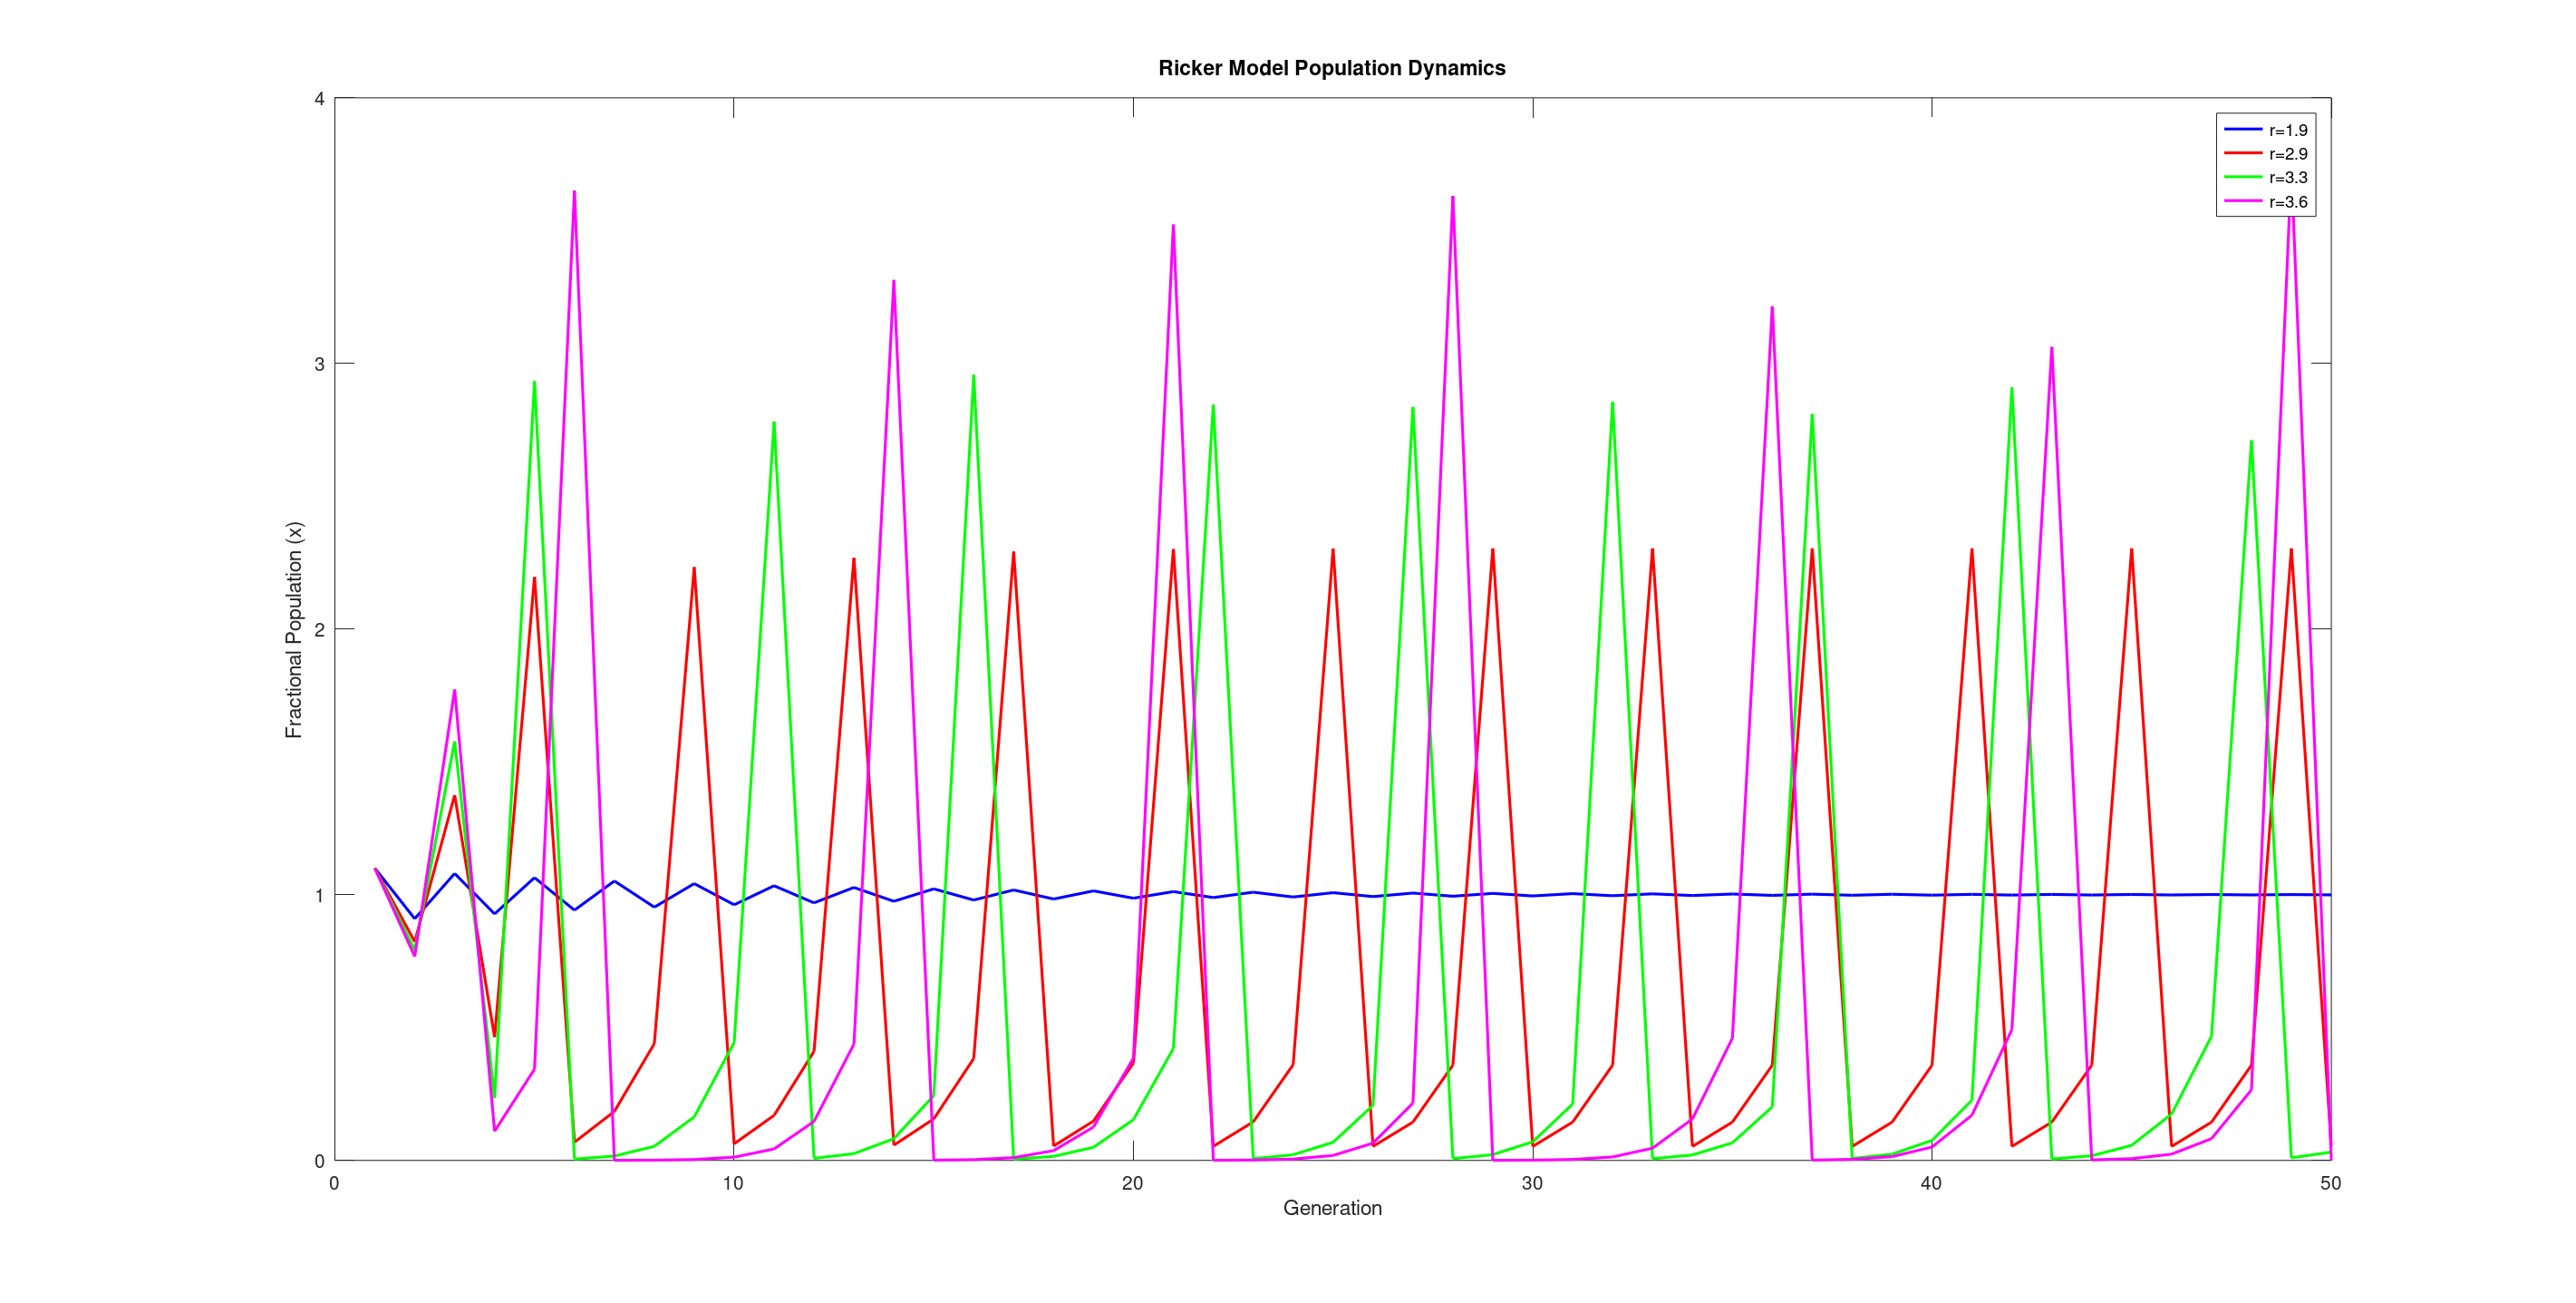 Ricker Model Population Dynamics
4
3
2
1
0
Fractional Population (x)
r=1.9
r=2.9
r=3.3
r=3.6
0 10 20 30 40 50
Generation